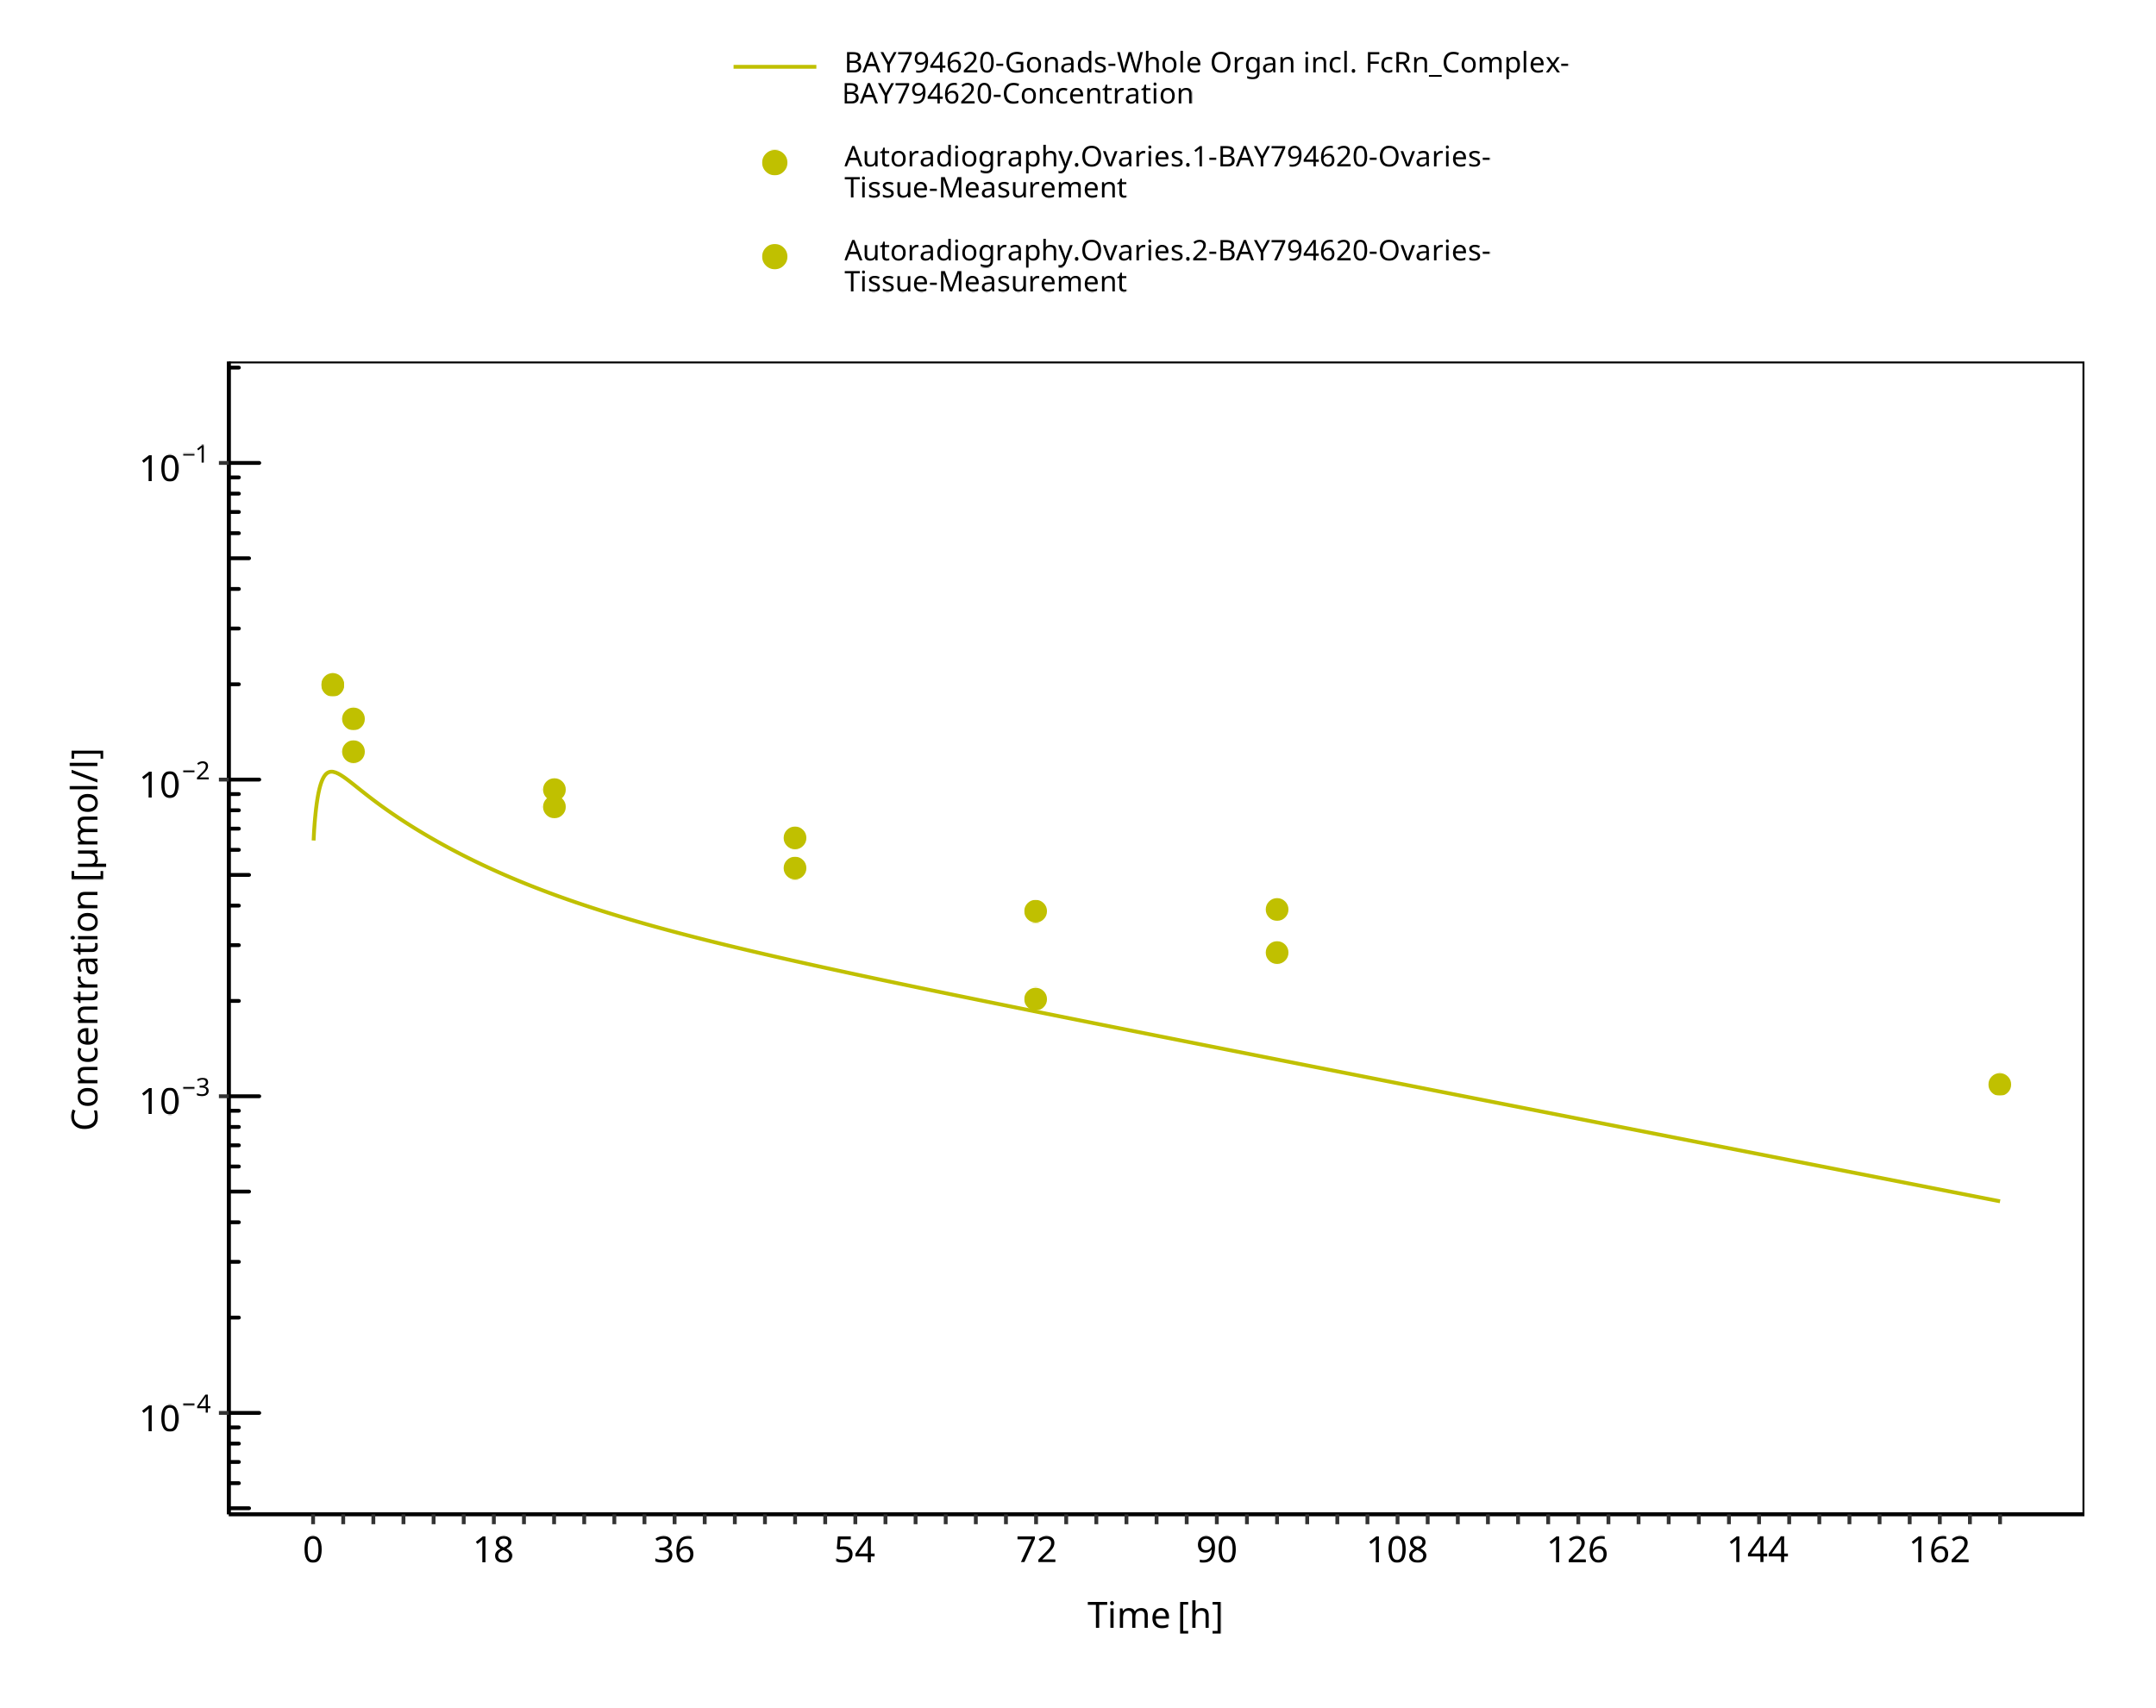 BAY794620-Gonads-Whole Organ incl. FcRn_Complex-
BAY794620-Concentration
Autoradiography.Ovaries.1-BAY794620-Ovaries-
Tissue-Measurement
Autoradiography.Ovaries.2-BAY794620-Ovaries-
Tissue-Measurement
Concentration [µmol/l]
10⁻¹
10⁻²
10⁻³
10⁻⁴
0 18 36 54 72 90 108 126 144 162
Time [h]